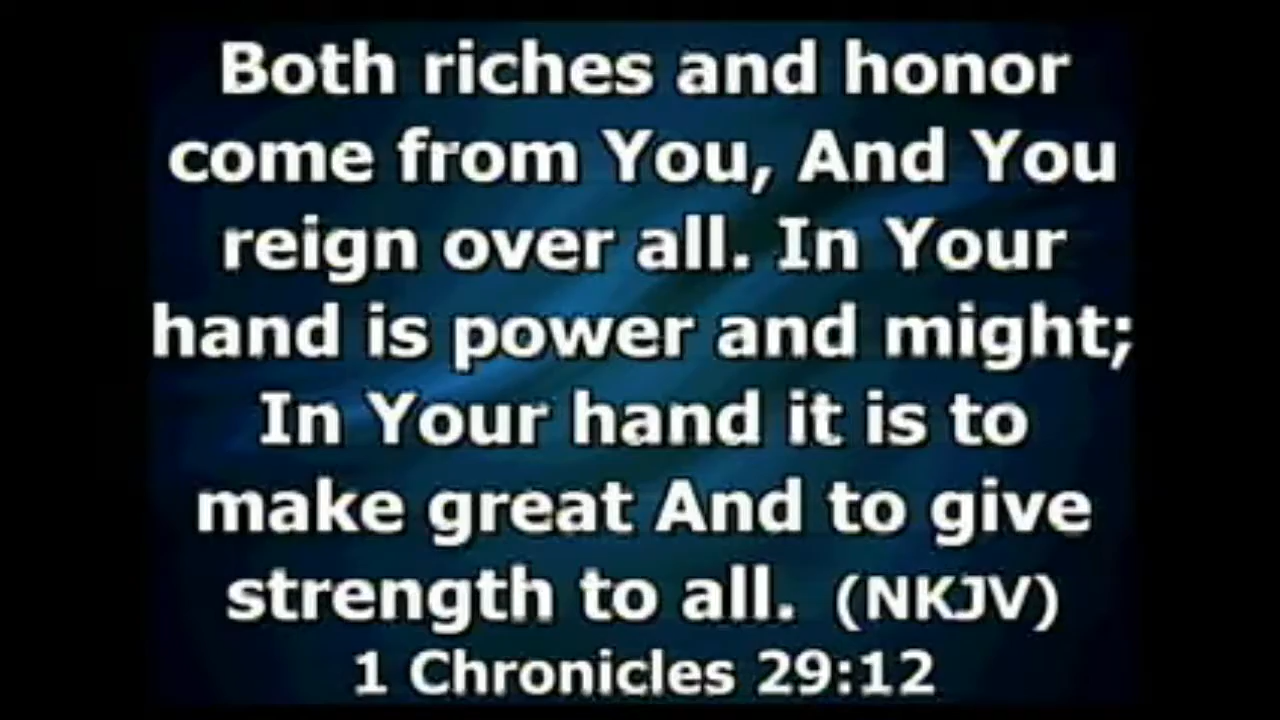 Both riches and honor
come from You, And You
reign over all. In Your
hand is power and might;
In Your hand it is to
make great And to give
strength to all. (NKJV)
1 Chronicles 29:12